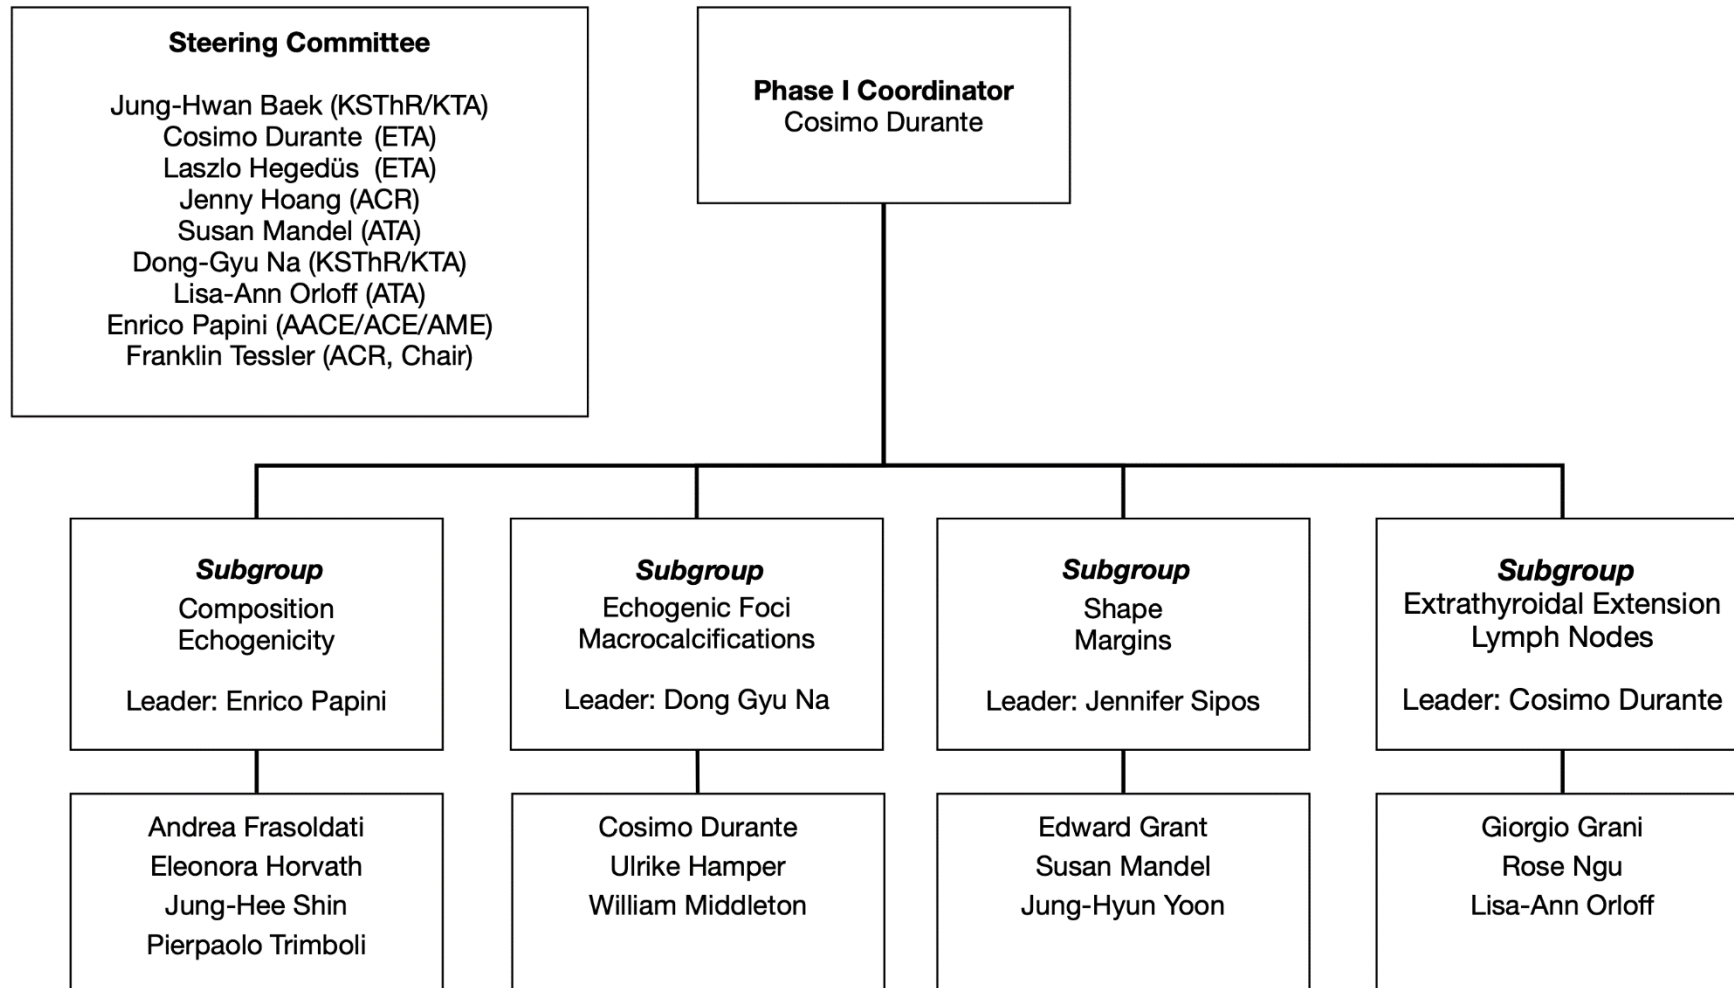 Steering Committee
Jung-Hwan Baek (KSThR/KTA)
Cosimo Durante (ETA)
Laszlo Hegedüs (ETA)
Jenny Hoang (ACR)
Susan Mandel (ATA)
Dong-Gyu Na (KSThR/KTA)
Lisa-Ann Orloff (ATA)
Enrico Papini (AACE/ACE/AME)
Franklin Tessler (ACR, Chair)
Phase I Coordinator
Cosimo Durante
Subgroup
Composition
Echogenicity
Leader: Enrico Papini
Andrea Frasoldati
Eleonora Horvath
Jung-Hee Shin
Pierpaolo Trimboli
Subgroup
Echogenic Foci
Macrocalcifications
Leader: Dong Gyu Na
Cosimo Durante
Ulrike Hamper
William Middleton
Subgroup
Shape
Margins
Leader: Jennifer Sipos
Edward Grant
Susan Mandel
Jung-Hyun Yoon
Subgroup
Extrathyroidal Extension
Lymph Nodes
Leader: Cosimo Durante
Giorgio Grani
Rose Ngu
Lisa-Ann Orloff